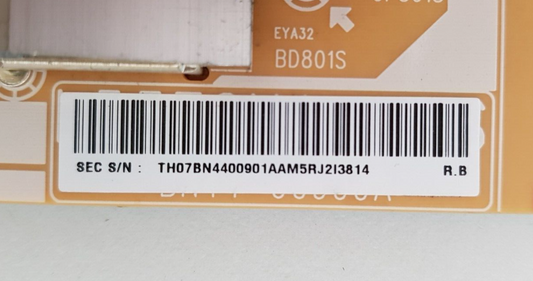 EYA32
BD801S
SEC S/N : TH07BN4400901AAM5RJ2I3814 R.B